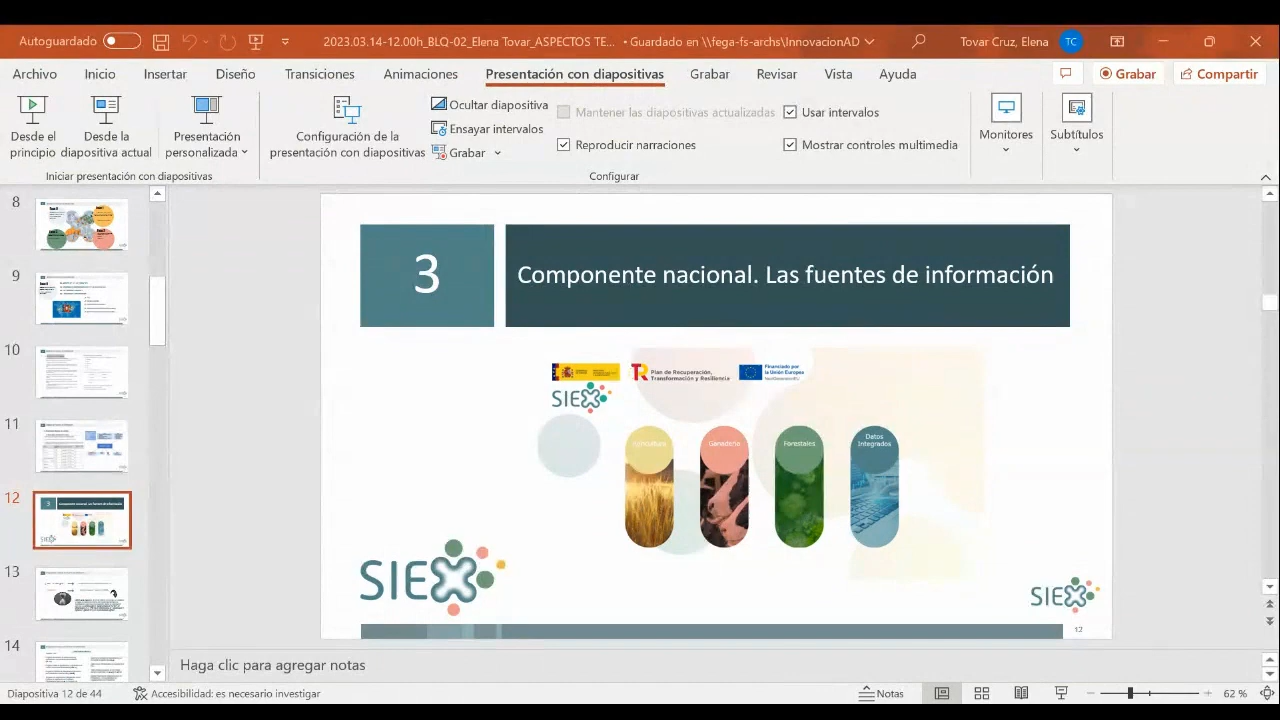 Autoguardado
2023.03.14-12.00h_BLQ-02_Elena Tovar_ASPECTOS TE... • Guardado en \\fega-fs-archs\InnovacionAD
Tovar Cruz, Elena
TC
Archivo Inicio Insertar Diseño Transiciones Animaciones Presentación con diapositivas Grabar Revisar Vista Ayuda
Grabar
Compartir
Desde el principio
Desde la diapositiva actual
Presentación personalizada
Iniciar presentación con diapositivas
Configuración de la presentación con diapositivas
Ocultar diapositiva
Ensayar intervalos
Grabar
Mantener las diapositivas actualizadas
Reproducir narraciones
Usar intervalos
Mostrar controles multimedia
Configurar
Monitores
Subtítulos
8
9
10
11
12
13
14
3
Componente nacional. Las fuentes de información
Plan de Recuperación,
Transformación y Resiliencia
Financiado por
la Unión Europea
NextGenerationEU
SIEX
Agricultura
Ganadería
Forestales
Datos
Integrados
SIEX
SIEX
12
Haga clic para agregar notas
Diapositiva 12 de 44
Accesibilidad: es necesario investigar
Notas
62 %